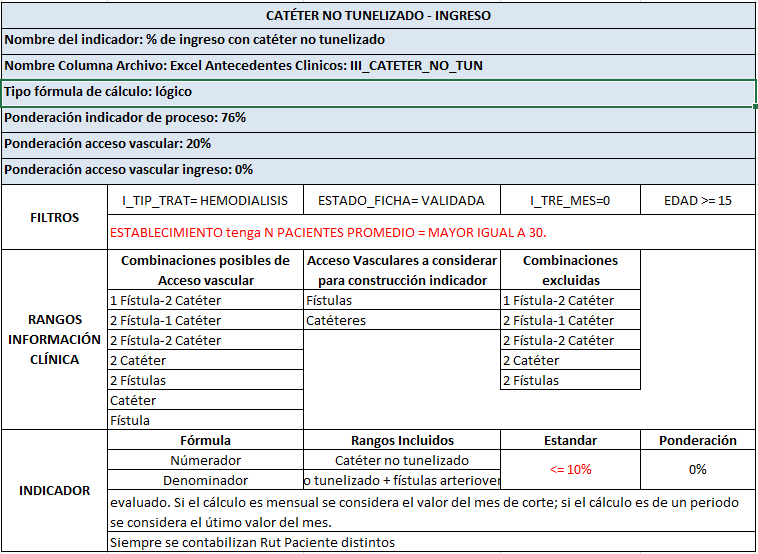 CATÉTER NO TUNELIZADO - INGRESO
Nombre del indicador: % de ingreso con catéter no tunelizado
Nombre Columna Archivo: Excel Antecedentes Clinicos: III_CATETER_NO_TUN
Tipo fórmula de cálculo: lógico
Ponderación indicador de proceso: 76%
Ponderación acceso vascular: 20%
Ponderación acceso vascular ingreso: 0%
FILTROS
I_TIP_TRAT= HEMODIALISIS
ESTADO_FICHA= VALIDADA
I_TRE_MES=0
EDAD >= 15
ESTABLECIMIENTO tenga N PACIENTES PROMEDIO = MAYOR IGUAL A 30.
RANGOS
INFORMACIÓN
CLÍNICA
Combinaciones posibles de
Acceso vascular
Acceso Vasculares a considerar
para construcción indicador
Combinaciones
excluidas
1 Fístula-2 Catéter
Fístulas
1 Fístula-2 Catéter
2 Fístula-1 Catéter
Catéteres
2 Fístula-1 Catéter
2 Fístula-2 Catéter
2 Fístula-2 Catéter
2 Catéter
2 Catéter
2 Fístulas
2 Fístulas
Catéter
Fístula
INDICADOR
Fórmula
Rangos Incluidos
Estandar
Ponderación
Númerador
Catéter no tunelizado
<= 10%
0%
Denominador
o tunelizado + fístulas arteriover
evaluado. Si el cálculo es mensual se considera el valor del mes de corte; si el cálculo es de un periodo
se considera el útimo valor del mes.
Siempre se contabilizan Rut Paciente distintos